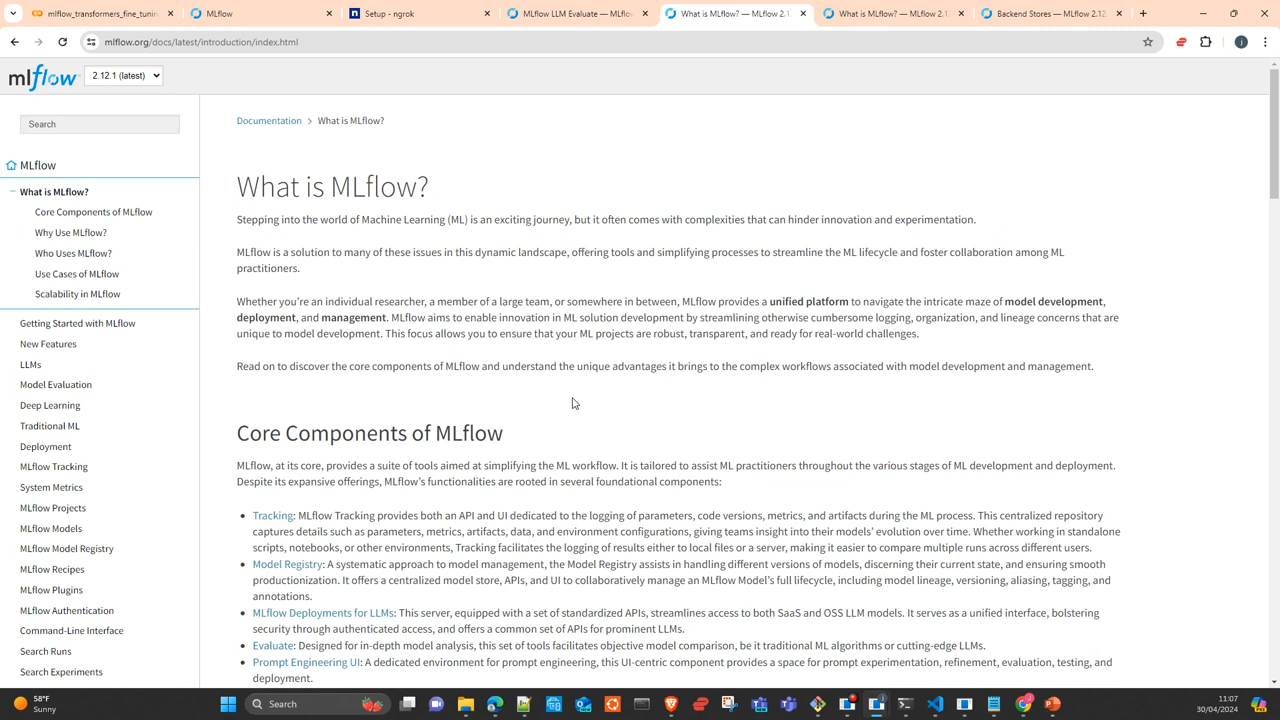 mlflow_transformers_fine_tunin
MLflow
Setup - ngrok
MLflow LLM Evaluate — MLflow
What is MLflow? — MLflow 2.12
What is MLflow? — MLflow 2.1
Backend Stores — MLflow 2.12.
mlflow.org/docs/latest/introduction/index.html
mlflow
2.12.1 (latest)
Search
MLflow
What is MLflow?
Core Components of MLflow
Why Use MLflow?
Who Uses MLflow?
Use Cases of MLflow
Scalability in MLflow
Getting Started with MLflow
New Features
LLMs
Model Evaluation
Deep Learning
Traditional ML
Deployment
MLflow Tracking
System Metrics
MLflow Projects
MLflow Models
MLflow Model Registry
MLflow Recipes
MLflow Plugins
MLflow Authentication
Command-Line Interface
Search Runs
Search Experiments
Documentation > What is MLflow?
What is MLflow?
Stepping into the world of Machine Learning (ML) is an exciting journey, but it often comes with complexities that can hinder innovation and experimentation.
MLflow is a solution to many of these issues in this dynamic landscape, offering tools and simplifying processes to streamline the ML lifecycle and foster collaboration among ML
practitioners.
Whether you're an individual researcher, a member of a large team, or somewhere in between, MLflow provides a unified platform to navigate the intricate maze of model development,
deployment, and management. MLflow aims to enable innovation in ML solution development by streamlining otherwise cumbersome logging, organization, and lineage concerns that are
unique to model development. This focus allows you to ensure that your ML projects are robust, transparent, and ready for real-world challenges.
Read on to discover the core components of MLflow and understand the unique advantages it brings to the complex workflows associated with model development and management.
Core Components of MLflow
MLflow, at its core, provides a suite of tools aimed at simplifying the ML workflow. It is tailored to assist ML practitioners throughout the various stages of ML development and deployment.
Despite its expansive offerings, MLflow's functionalities are rooted in several foundational components:
• Tracking: MLflow Tracking provides both an API and UI dedicated to the logging of parameters, code versions, metrics, and artifacts during the ML process. This centralized repository
captures details such as parameters, metrics, artifacts, data, and environment configurations, giving teams insight into their models' evolution over time. Whether working in standalone
scripts, notebooks, or other environments, Tracking facilitates the logging of results either to local files or a server, making it easier to compare multiple runs across different users.
• Model Registry: A systematic approach to model management, the Model Registry assists in handling different versions of models, discerning their current state, and ensuring smooth
productionization. It offers a centralized model store, APIs, and UI to collaboratively manage an MLflow Model's full lifecycle, including model lineage, versioning, aliasing, tagging, and
annotations.
• MLflow Deployments for LLMs: This server, equipped with a set of standardized APIs, streamlines access to both SaaS and OSS LLM models. It serves as a unified interface, bolstering
security through authenticated access, and offers a common set of APIs for prominent LLMs.
• Evaluate: Designed for in-depth model analysis, this set of tools facilitates objective model comparison, be it traditional ML algorithms or cutting-edge LLMs.
• Prompt Engineering UI: A dedicated environment for prompt engineering, this UI-centric component provides a space for prompt experimentation, refinement, evaluation, testing, and
deployment.
58°F
Sunny
Search
11:07
30/04/2024